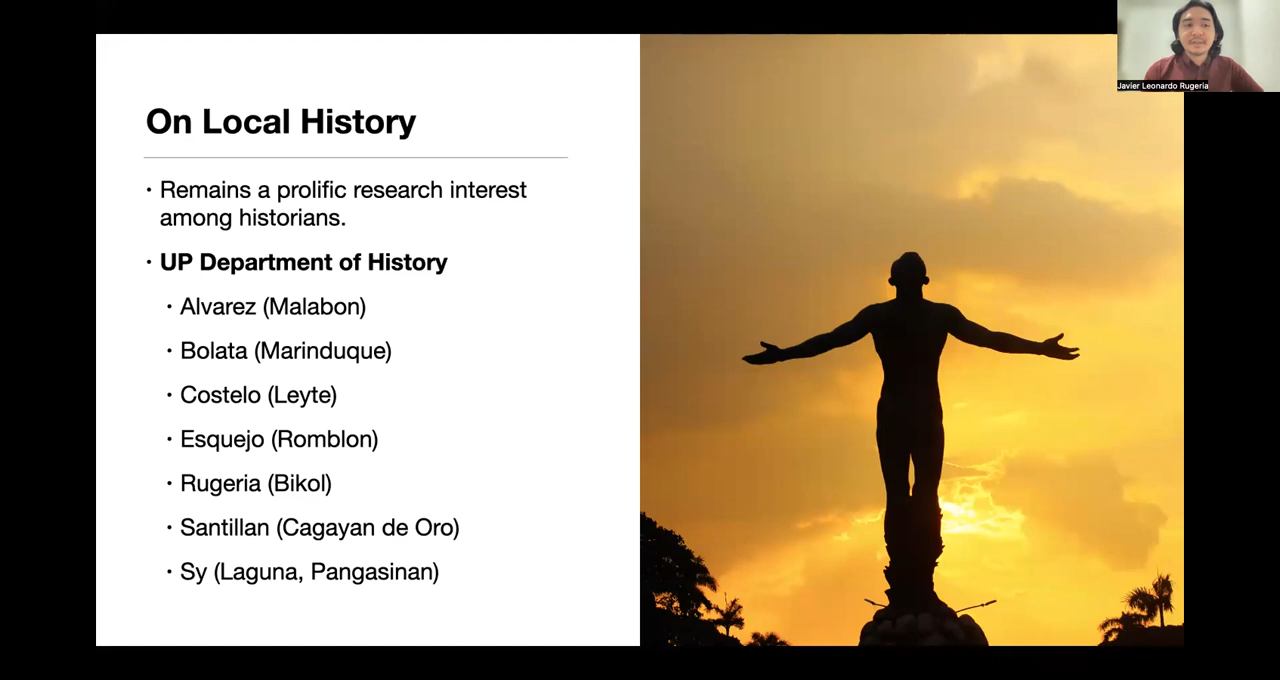 On Local History
• Remains a prolific research interest
among historians.
• UP Department of History
• Alvarez (Malabon)
• Bolata (Marinduque)
• Costelo (Leyte)
• Esquejo (Romblon)
• Rugeria (Bikol)
• Santillan (Cagayan de Oro)
• Sy (Laguna, Pangasinan)
Javier Leonardo Rugeria